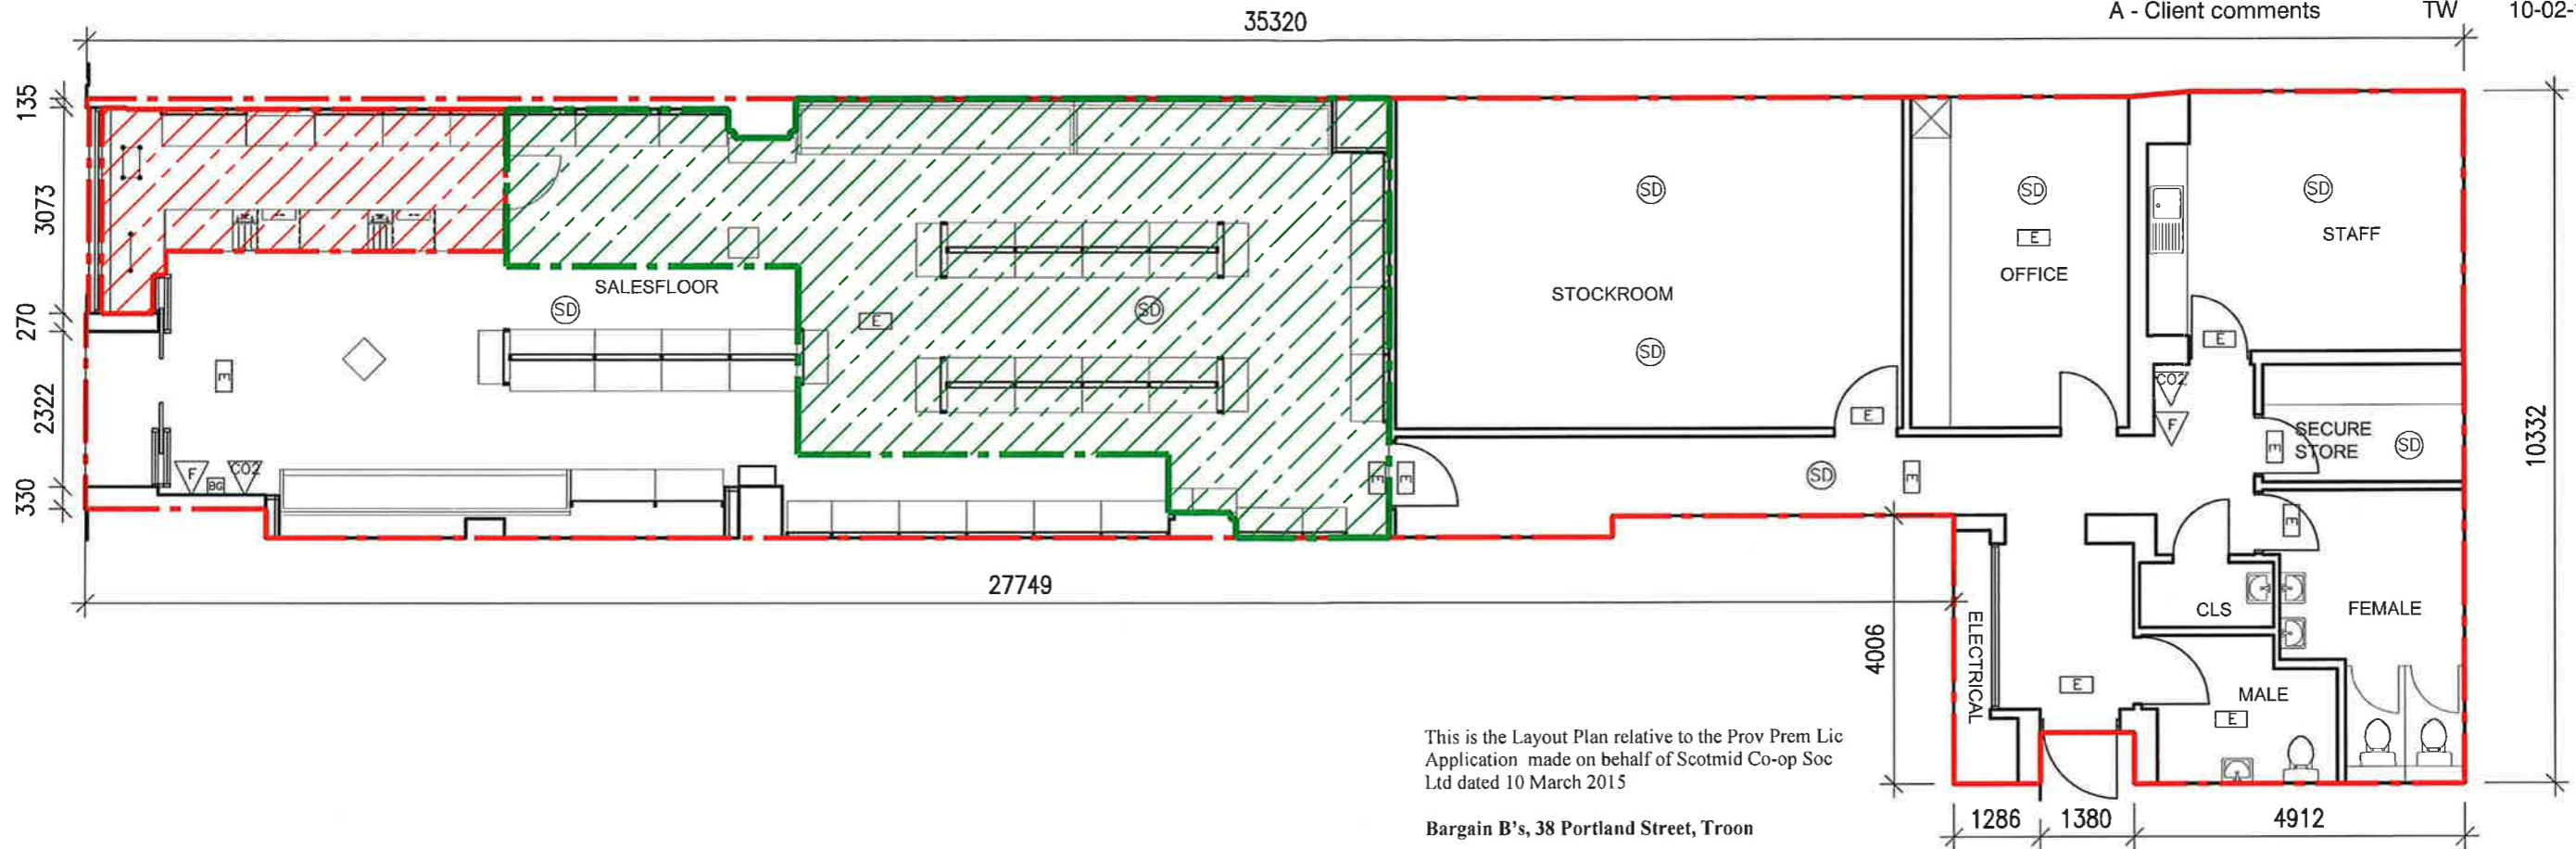 A - Client comments TW 10-02-
35320
135
3073
270
2322
330
SALESFLOOR
SD
SD
E
E
F
BG
CO2
E
E
STOCKROOM
SD
SD
E
SD
E
OFFICE
SD
E
STAFF
SD
E
CO2
F
SECURE
STORE
E
SD
E
CLS
FEMALE
MALE
E
E
ELECTRICAL
27749
4006
10332
1286
1380
4912
This is the Layout Plan relative to the Prov Prem Lic
Application made on behalf of Scotmid Co-op Soc
Ltd dated 10 March 2015
Bargain B's, 38 Portland Street, Troon